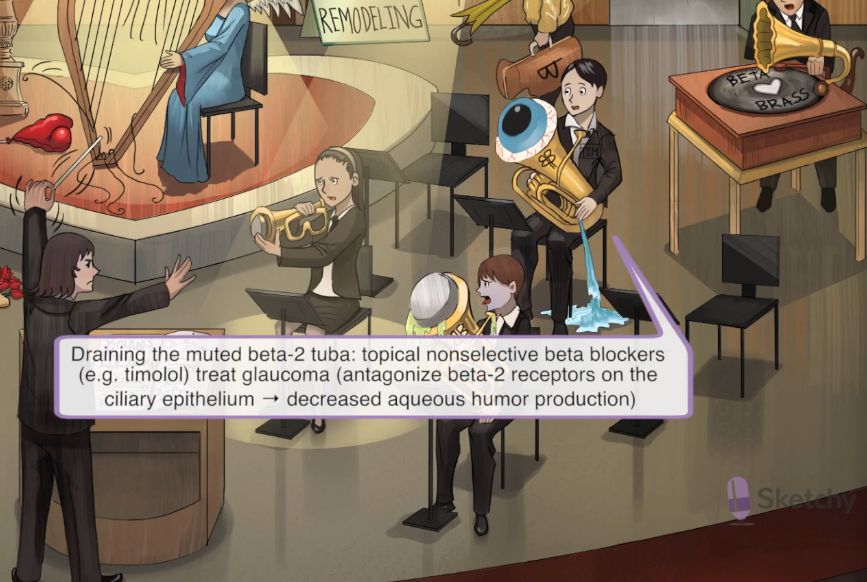 REMODELING
B
BETA
BRASS
TIM
Draining the muted beta-2 tuba: topical nonselective beta blockers
(e.g. timolol) treat glaucoma (antagonize beta-2 receptors on the
ciliary epithelium → decreased aqueous humor production)
Sketchy